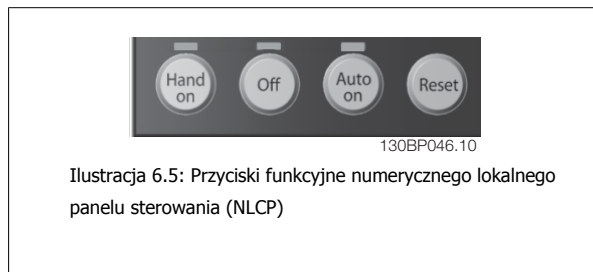 Hand
on
Off
Auto
on
Reset
130BP046.10
Ilustracja 6.5: Przyciski funkcyjne numerycznego lokalnego
panelu sterowania (NLCP)